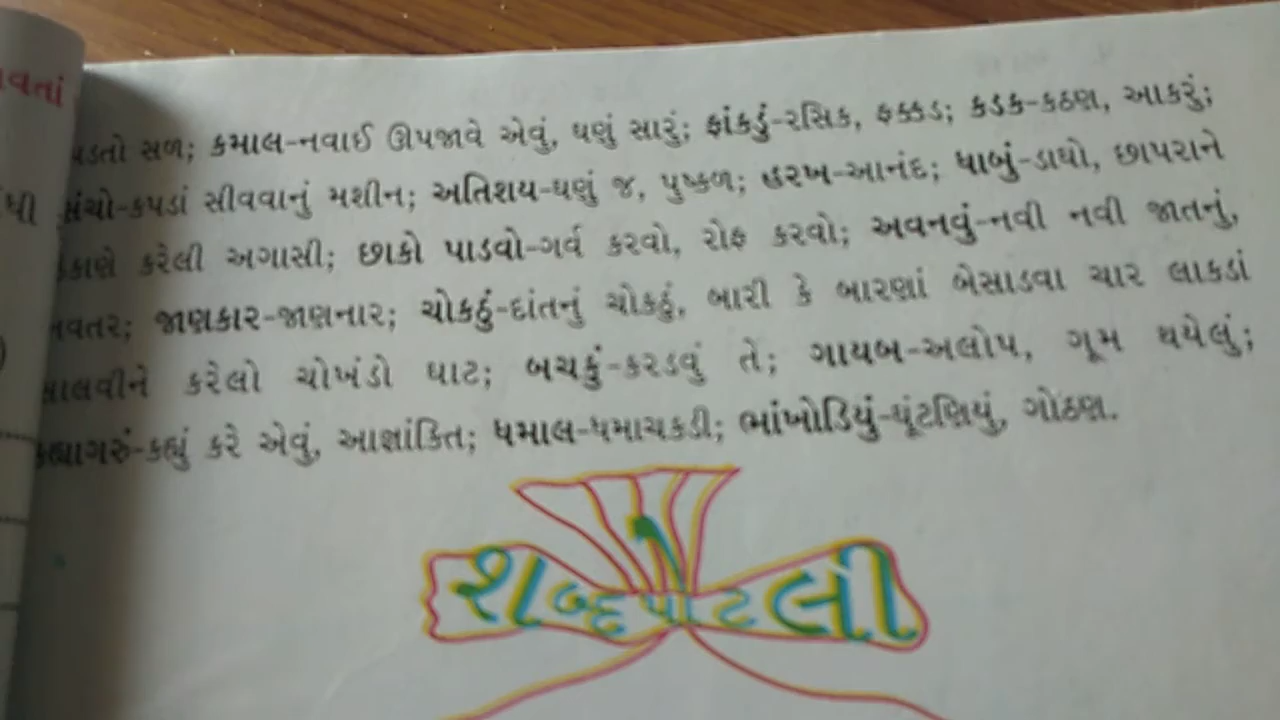 વતાં
પડતો સળ; કમાલ-નવાઈ ઊપજાવે એવું, ઘણું સારું; ફાંકડું-રસિક, ફક્કડ; કડક-કઠણ, આકરું;
ધી
સંચો-કપડાં સીવવાનું મશીન; અતિશય-ઘણું જ, પુષ્કળ; હરખ-આનંદ; ધાબું-ડાઘો, છાપરાને
ઠેકાણે કરેલી અગાસી; છાકો પાડવો-ગર્વ કરવો, રોફ કરવો; અવનવું-નવી નવી જાતનું,
નવતર; જાણકાર-જાણનાર; ચોકઠું-દાંતનું ચોકઠું, બારી કે બારણાં બેસાડવા ચાર લાકડાં
સાલવીને કરેલો ચોખંડો ઘાટ; બચકું-કરડવું તે; ગાયબ-અલોપ, ગૂમ થયેલું;
કહ્યાગરું-કહ્યું કરે એવું, આજ્ઞાંકિત; ધમાલ-ધમાચકડી; ભાંખોડિયું-ઘૂંટણિયું, ગોઠણ.
શબ્દપોટલી